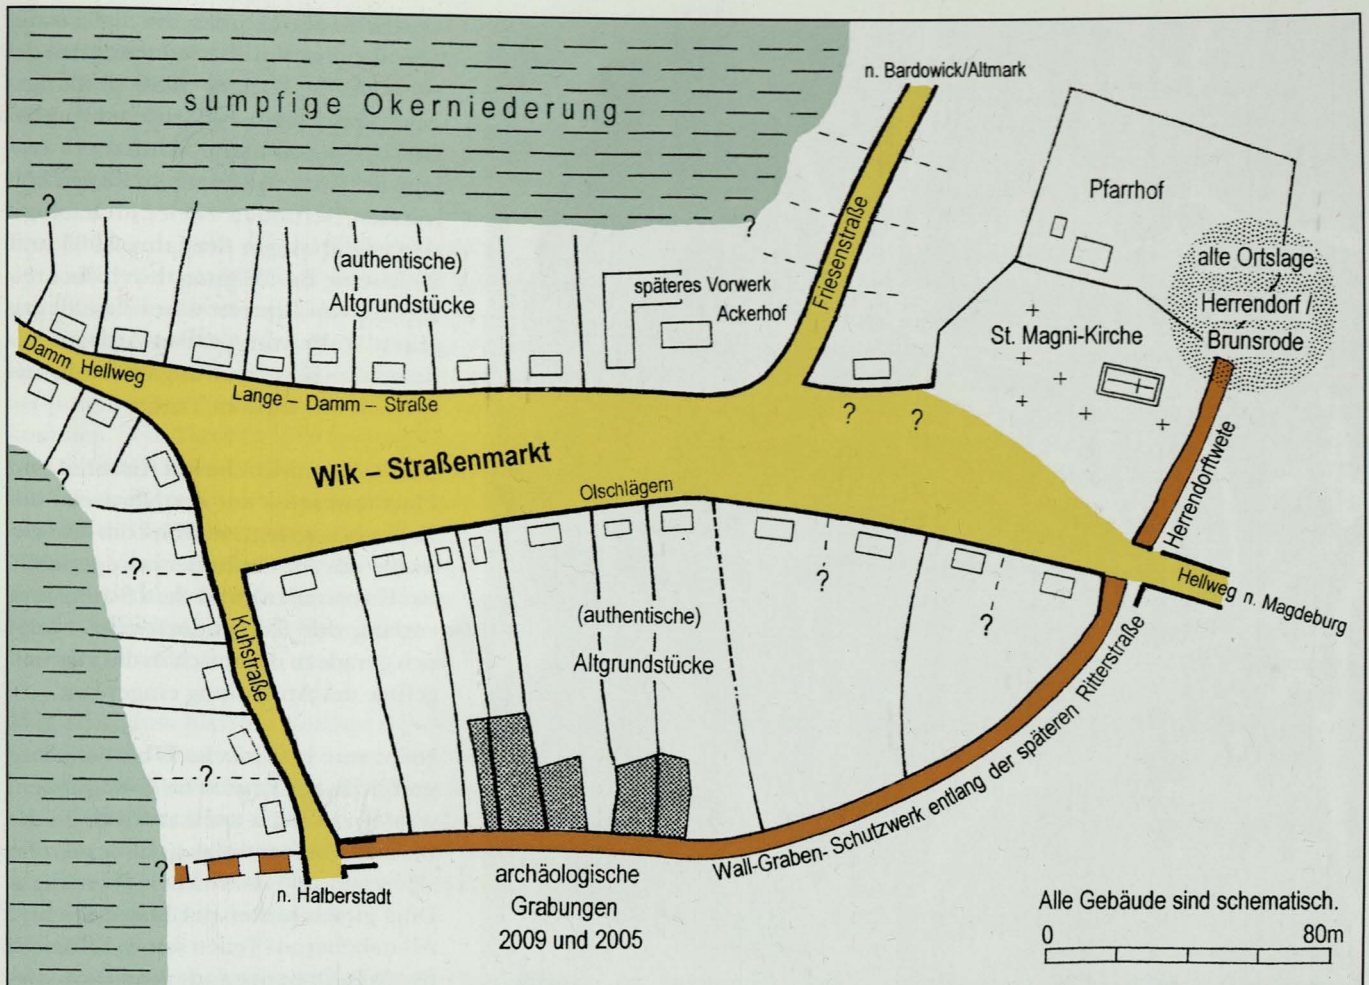 n. Bardowick/Altmark
sumpfige Okerniederung
Pfarrhof
?
?
Friesenstraße
(authentische)
Altgrundstücke
späteres Vorwerk
Ackerhof
alte Ortslage
Herrendorf /
Brunsrode
St. Magni-Kirche
Damm Hellweg
Lange – Damm – Straße
?
?
Wik – Straßenmarkt
Olschlägern
Herrendorftwete
?
?
?
?
Hellweg n. Magdeburg
Kuhstraße
(authentische)
Altgrundstücke
?
?
Wall-Graben- Schutzwerk entlang der späteren Ritterstraße
n. Halberstadt
archäologische
Grabungen
2009 und 2005
Alle Gebäude sind schematisch.
0 80m